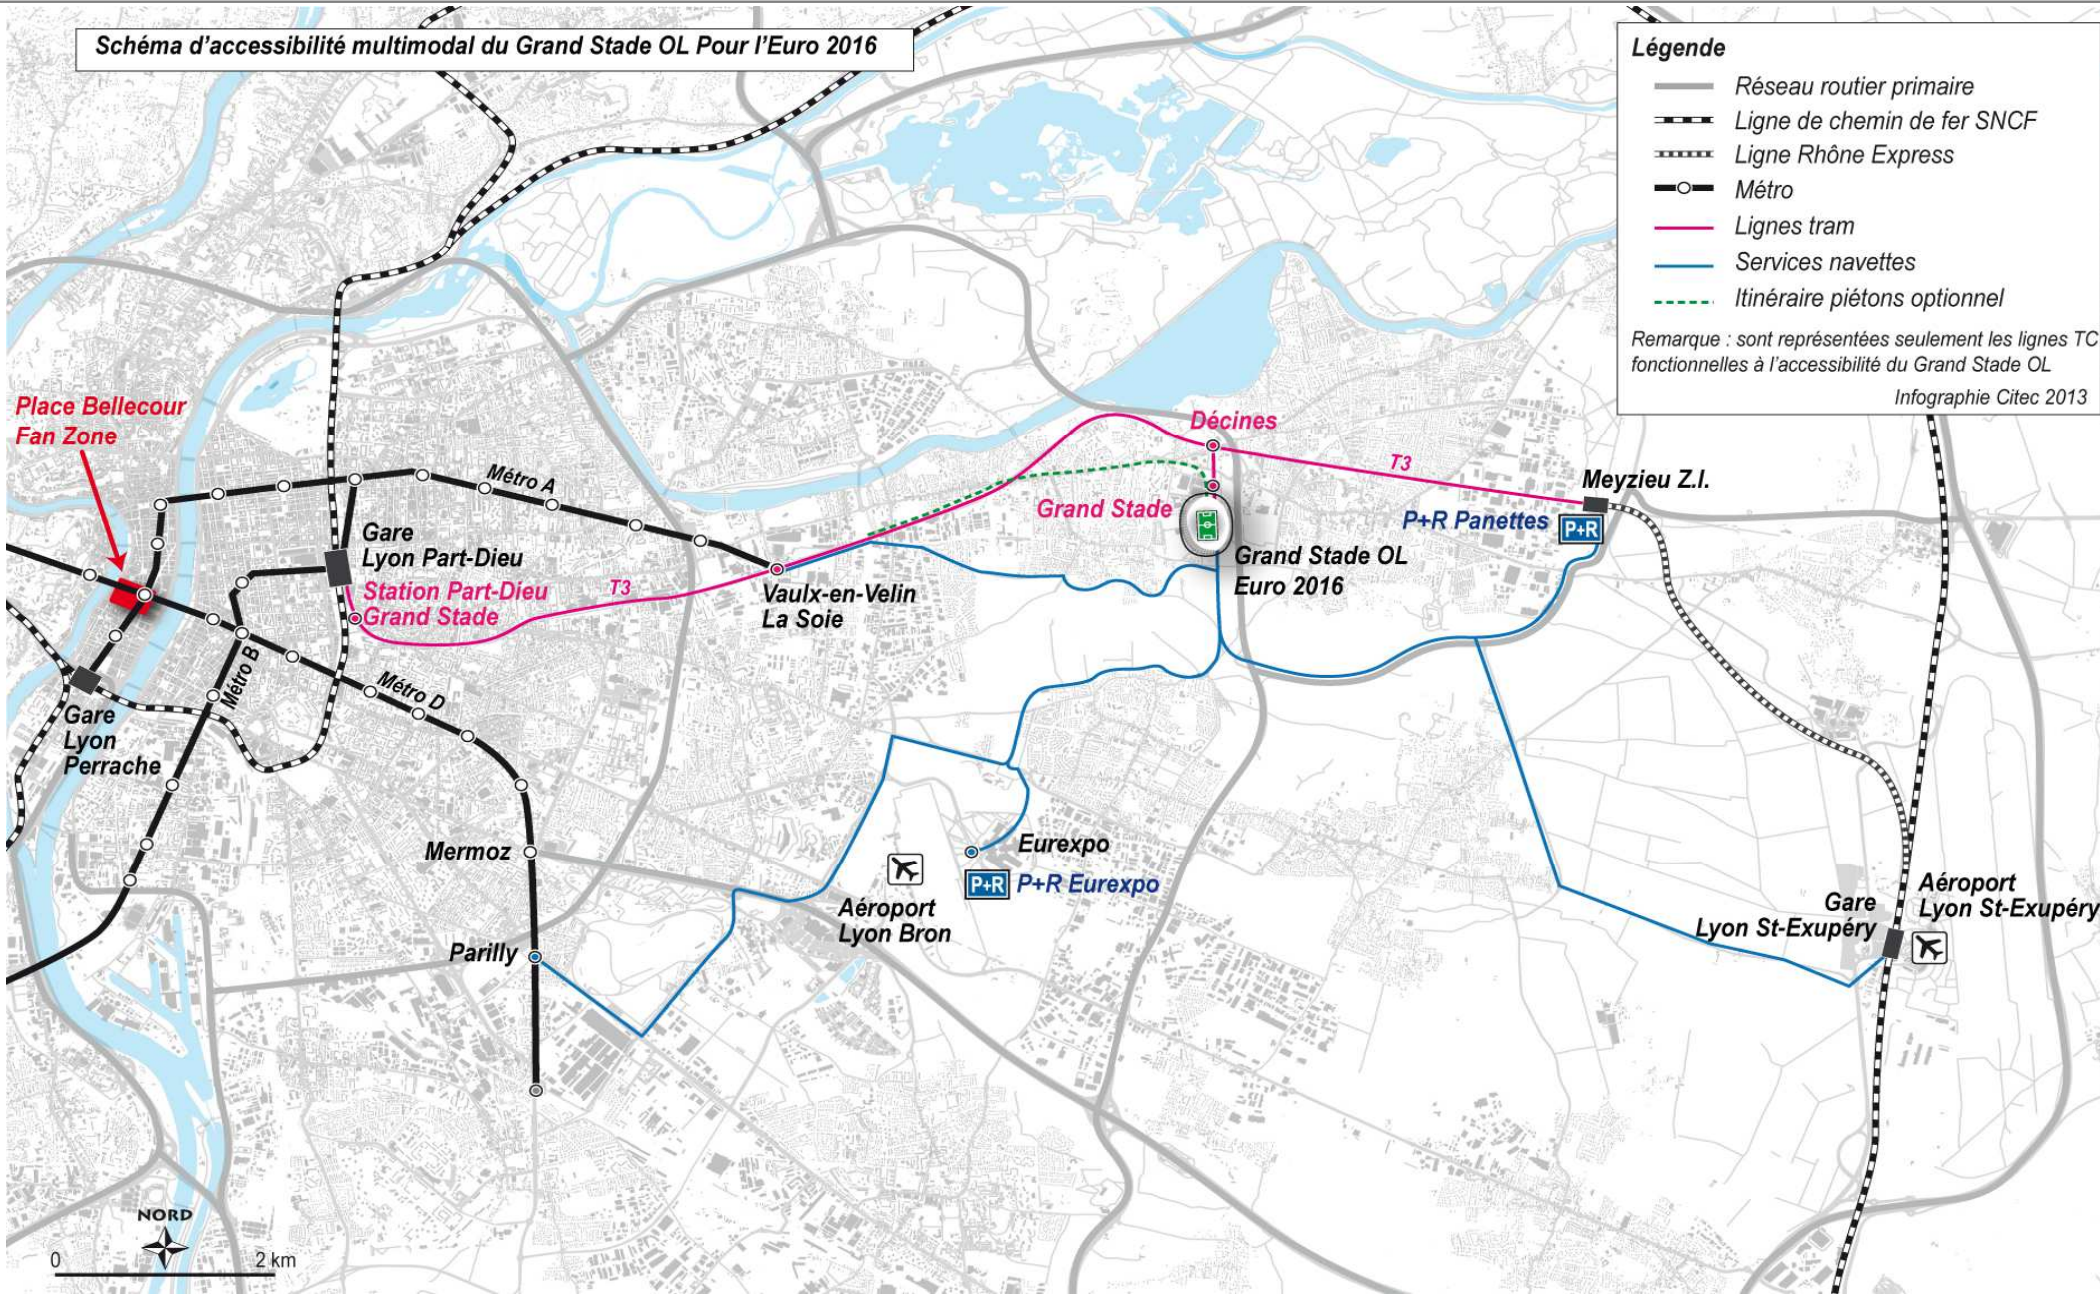 Schéma d'accessibilité multimodal du Grand Stade OL Pour l'Euro 2016
Légende
Réseau routier primaire
Ligne de chemin de fer SNCF
Ligne Rhône Express
Métro
Lignes tram
Services navettes
Itinéraire piétons optionnel
Remarque : sont représentées seulement les lignes TC
fonctionnelles à l'accessibilité du Grand Stade OL
Infographie Citec 2013
Place Bellecour
Fan Zone
Métro A
Gare
Lyon Part-Dieu
Station Part-Dieu
Grand Stade
T3
Vaulx-en-Velin
La Soie
Décines
Grand Stade
T3
Meyzieu Z.I.
P+R Panettes
P+R
Grand Stade OL
Euro 2016
Métro B
Métro D
Gare
Lyon
Perrache
Mermoz
Parilly
Eurexpo
P+R
P+R Eurexpo
Aéroport
Lyon Bron
Gare
Lyon St-Exupéry
Aéroport
Lyon St-Exupéry
NORD
0
2 km